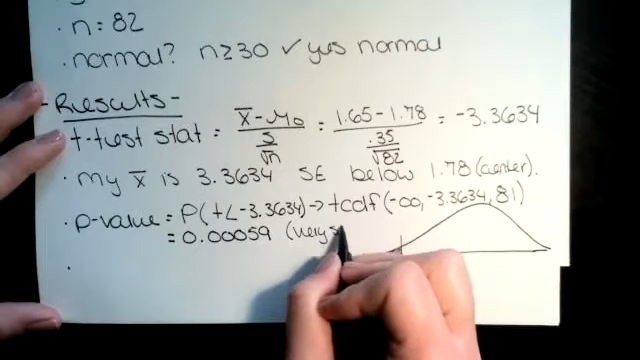 · n = 82
· normal? n ≥ 30 ✓ yes normal
-Results-
t-test stat = x̄ - μ₀ / s/√n = 1.65 - 1.78 / .35/√82 = -3.3634
· my x̄ is 3.3634 SE below 1.78 (center).
· p-value = P(t < -3.3634) → tcdf(-∞, -3.3634, 81)
= 0.00059 (very s